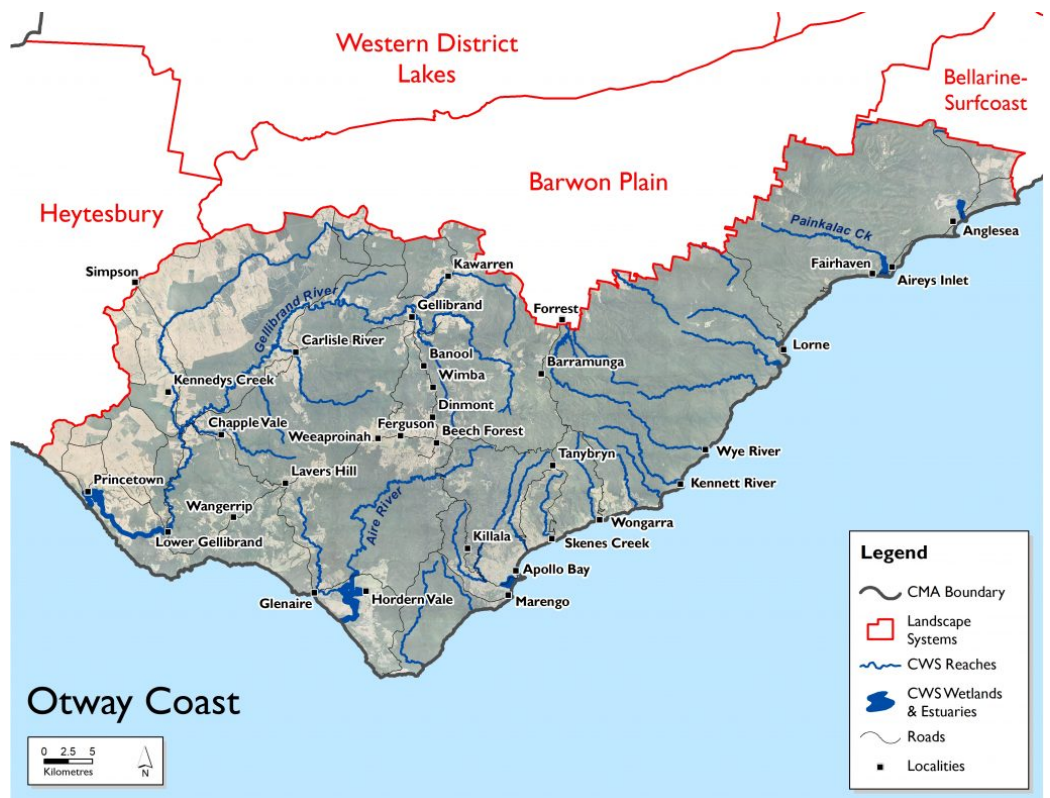 Western District
Lakes
Bellarine-
Surfcoast
Barwon Plain
Heytesbury
Painkalac Ck
Anglesea
Fairhaven
Aireys Inlet
Simpson
Kawarren
Gellibrand River
Gellibrand
Forrest
Carlisle River
Lorne
Banool
Barramunga
Wimba
Kennedys Creek
Dinmont
Chapple Vale
Ferguson
Weeaproinah
Beech Forest
Wye River
Tanybryn
Lavers Hill
Kennett River
Princetown
Aire River
Wangerrip
Wongarra
Lower Gellibrand
Killala
Skenes Creek
Apollo Bay
Glenaire
Hordern Vale
Marengo
Legend
CMA Boundary
Landscape
Systems
CWS Reaches
CWS Wetlands
& Estuaries
Roads
Localities
Otway Coast
0 2.5 5
Kilometres
N